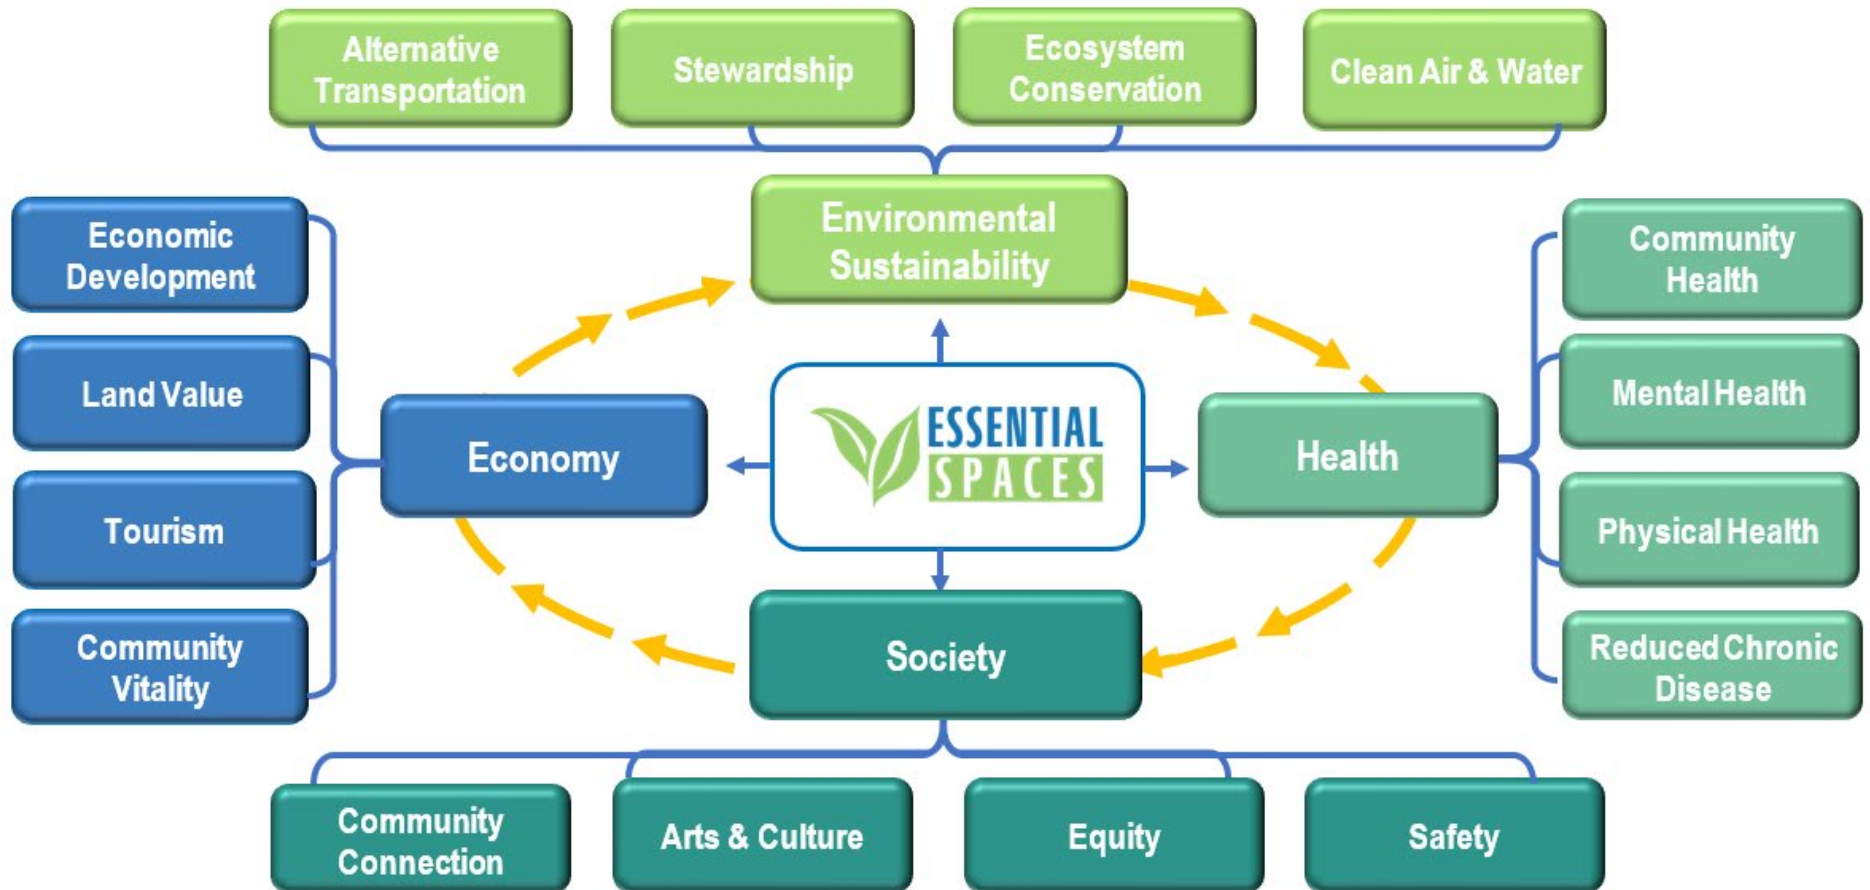 Alternative
Transportation
Stewardship
Ecosystem
Conservation
Clean Air & Water
Environmental
Sustainability
Economic
Development
Land Value
Tourism
Community
Vitality
Economy
ESSENTIAL
SPACES
Health
Community
Health
Mental Health
Physical Health
Reduced Chronic
Disease
Society
Community
Connection
Arts & Culture
Equity
Safety